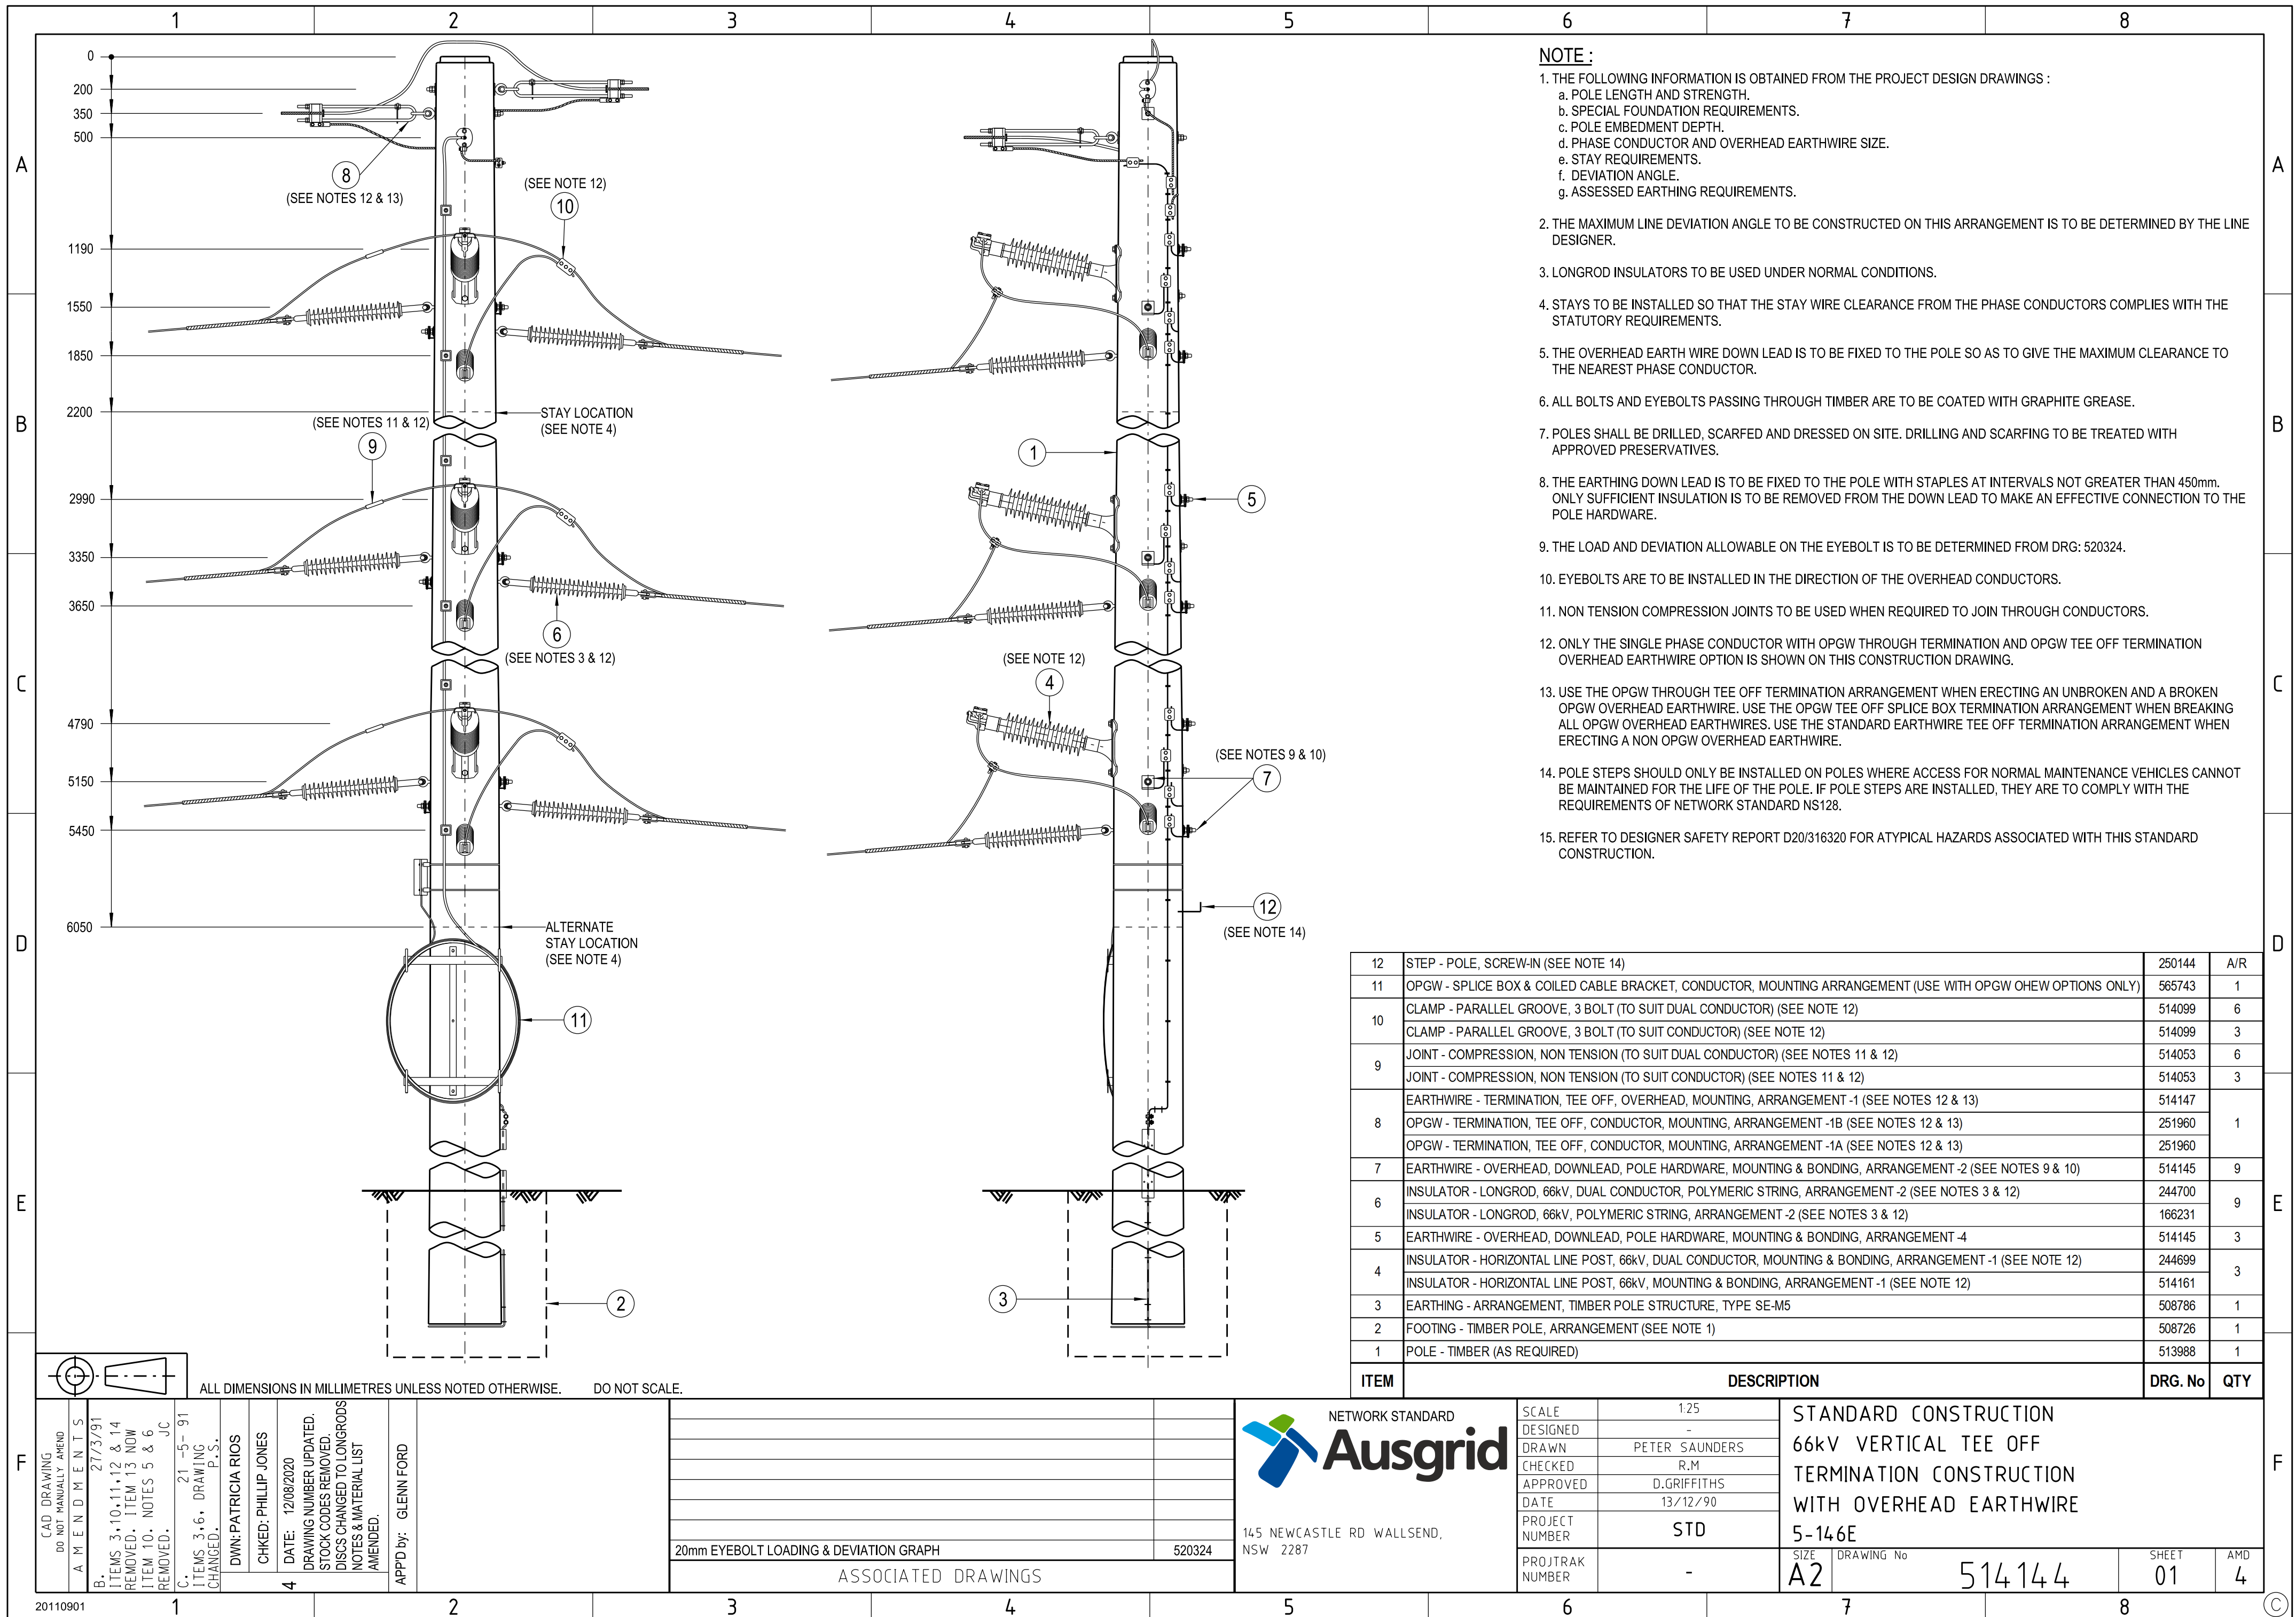 1 2 3 4 5 6 7 8
A
B
C
D
E
F
0
200
350
500
1190
1550
1850
2200
2990
3350
3650
4790
5150
5450
6050
8
(SEE NOTES 12 & 13)
(SEE NOTE 12)
10
STAY LOCATION
(SEE NOTE 4)
(SEE NOTES 11 & 12)
9
6
(SEE NOTES 3 & 12)
ALTERNATE
STAY LOCATION
(SEE NOTE 4)
11
2
1
5
(SEE NOTE 12)
4
(SEE NOTES 9 & 10)
7
12
(SEE NOTE 14)
3
NOTE :
1. THE FOLLOWING INFORMATION IS OBTAINED FROM THE PROJECT DESIGN DRAWINGS :
a. POLE LENGTH AND STRENGTH.
b. SPECIAL FOUNDATION REQUIREMENTS.
c. POLE EMBEDMENT DEPTH.
d. PHASE CONDUCTOR AND OVERHEAD EARTHWIRE SIZE.
e. STAY REQUIREMENTS.
f. DEVIATION ANGLE.
g. ASSESSED EARTHING REQUIREMENTS.
2. THE MAXIMUM LINE DEVIATION ANGLE TO BE CONSTRUCTED ON THIS ARRANGEMENT IS TO BE DETERMINED BY THE LINE
DESIGNER.
3. LONGROD INSULATORS TO BE USED UNDER NORMAL CONDITIONS.
4. STAYS TO BE INSTALLED SO THAT THE STAY WIRE CLEARANCE FROM THE PHASE CONDUCTORS COMPLIES WITH THE
STATUTORY REQUIREMENTS.
5. THE OVERHEAD EARTH WIRE DOWN LEAD IS TO BE FIXED TO THE POLE SO AS TO GIVE THE MAXIMUM CLEARANCE TO
THE NEAREST PHASE CONDUCTOR.
6. ALL BOLTS AND EYEBOLTS PASSING THROUGH TIMBER ARE TO BE COATED WITH GRAPHITE GREASE.
7. POLES SHALL BE DRILLED, SCARFED AND DRESSED ON SITE. DRILLING AND SCARFING TO BE TREATED WITH
APPROVED PRESERVATIVES.
8. THE EARTHING DOWN LEAD IS TO BE FIXED TO THE POLE WITH STAPLES AT INTERVALS NOT GREATER THAN 450mm.
ONLY SUFFICIENT INSULATION IS TO BE REMOVED FROM THE DOWN LEAD TO MAKE AN EFFECTIVE CONNECTION TO THE
POLE HARDWARE.
9. THE LOAD AND DEVIATION ALLOWABLE ON THE EYEBOLT IS TO BE DETERMINED FROM DRG: 520324.
10. EYEBOLTS ARE TO BE INSTALLED IN THE DIRECTION OF THE OVERHEAD CONDUCTORS.
11. NON TENSION COMPRESSION JOINTS TO BE USED WHEN REQUIRED TO JOIN THROUGH CONDUCTORS.
12. ONLY THE SINGLE PHASE CONDUCTOR WITH OPGW THROUGH TERMINATION AND OPGW TEE OFF TERMINATION
OVERHEAD EARTHWIRE OPTION IS SHOWN ON THIS CONSTRUCTION DRAWING.
13. USE THE OPGW THROUGH TEE OFF TERMINATION ARRANGEMENT WHEN ERECTING AN UNBROKEN AND A BROKEN
OPGW OVERHEAD EARTHWIRE. USE THE OPGW TEE OFF SPLICE BOX TERMINATION ARRANGEMENT WHEN BREAKING
ALL OPGW OVERHEAD EARTHWIRES. USE THE STANDARD EARTHWIRE TEE OFF TERMINATION ARRANGEMENT WHEN
ERECTING A NON OPGW OVERHEAD EARTHWIRE.
14. POLE STEPS SHOULD ONLY BE INSTALLED ON POLES WHERE ACCESS FOR NORMAL MAINTENANCE VEHICLES CANNOT
BE MAINTAINED FOR THE LIFE OF THE POLE. IF POLE STEPS ARE INSTALLED, THEY ARE TO COMPLY WITH THE
REQUIREMENTS OF NETWORK STANDARD NS128.
15. REFER TO DESIGNER SAFETY REPORT D20/316320 FOR ATYPICAL HAZARDS ASSOCIATED WITH THIS STANDARD
CONSTRUCTION.
12 STEP - POLE, SCREW-IN (SEE NOTE 14) 250144 A/R
11 OPGW - SPLICE BOX & COILED CABLE BRACKET, CONDUCTOR, MOUNTING ARRANGEMENT (USE WITH OPGW OHEW OPTIONS ONLY) 565743 1
10 CLAMP - PARALLEL GROOVE, 3 BOLT (TO SUIT DUAL CONDUCTOR) (SEE NOTE 12) 514099 6
CLAMP - PARALLEL GROOVE, 3 BOLT (TO SUIT CONDUCTOR) (SEE NOTE 12) 514099 3
9 JOINT - COMPRESSION, NON TENSION (TO SUIT DUAL CONDUCTOR) (SEE NOTES 11 & 12) 514053 6
JOINT - COMPRESSION, NON TENSION (TO SUIT CONDUCTOR) (SEE NOTES 11 & 12) 514053 3
EARTHWIRE - TERMINATION, TEE OFF, OVERHEAD, MOUNTING, ARRANGEMENT -1 (SEE NOTES 12 & 13) 514147
8 OPGW - TERMINATION, TEE OFF, CONDUCTOR, MOUNTING, ARRANGEMENT -1B (SEE NOTES 12 & 13) 251960 1
OPGW - TERMINATION, TEE OFF, CONDUCTOR, MOUNTING, ARRANGEMENT -1A (SEE NOTES 12 & 13) 251960
7 EARTHWIRE - OVERHEAD, DOWNLEAD, POLE HARDWARE, MOUNTING & BONDING, ARRANGEMENT -2 (SEE NOTES 9 & 10) 514145 9
6 INSULATOR - LONGROD, 66kV, DUAL CONDUCTOR, POLYMERIC STRING, ARRANGEMENT -2 (SEE NOTES 3 & 12) 244700 9
INSULATOR - LONGROD, 66kV, POLYMERIC STRING, ARRANGEMENT -2 (SEE NOTES 3 & 12) 166231
5 EARTHWIRE - OVERHEAD, DOWNLEAD, POLE HARDWARE, MOUNTING & BONDING, ARRANGEMENT -4 514145 3
4 INSULATOR - HORIZONTAL LINE POST, 66kV, DUAL CONDUCTOR, MOUNTING & BONDING, ARRANGEMENT -1 (SEE NOTE 12) 244699 3
INSULATOR - HORIZONTAL LINE POST, 66kV, MOUNTING & BONDING, ARRANGEMENT -1 (SEE NOTE 12) 514161
3 EARTHING - ARRANGEMENT, TIMBER POLE STRUCTURE, TYPE SE-M5 508786 1
2 FOOTING - TIMBER POLE, ARRANGEMENT (SEE NOTE 1) 508726 1
1 POLE - TIMBER (AS REQUIRED) 513988 1
ITEM DESCRIPTION DRG. No QTY
ALL DIMENSIONS IN MILLIMETRES UNLESS NOTED OTHERWISE. DO NOT SCALE.
CAD DRAWING
DO NOT MANUALLY AMEND
AMENDMENTS
B. 27/3/91
ITEMS 3,10,11,12 & 14
REMOVED. ITEM 13 NOW
ITEM 10. NOTES 5 & 6
REMOVED. JC
C. 21 -5- 91
ITEMS 3,6, DRAWING
CHANGED. P.S.
4
DWN: PATRICIA RIOS
CHKED: PHILLIP JONES
DATE: 12/08/2020
DRAWING NUMBER UPDATED.
STOCK CODES REMOVED.
DISCS CHANGED TO LONGRODS
NOTES & MATERIAL LIST
AMENDED.
APP'D by: GLENN FORD
20mm EYEBOLT LOADING & DEVIATION GRAPH 520324
ASSOCIATED DRAWINGS
NETWORK STANDARD
Ausgrid
145 NEWCASTLE RD WALLSEND,
NSW 2287
SCALE 1:25
DESIGNED -
DRAWN PETER SAUNDERS
CHECKED R.M
APPROVED D.GRIFFITHS
DATE 13/12/90
PROJECT NUMBER STD
PROJTRAK NUMBER -
STANDARD CONSTRUCTION
66kV VERTICAL TEE OFF
TERMINATION CONSTRUCTION
WITH OVERHEAD EARTHWIRE
5-146E
SIZE A2
DRAWING No 514144
SHEET 01
AMD 4
20110901
1 2 3 4 5 6 7 8
A
B
C
D
E
F
©